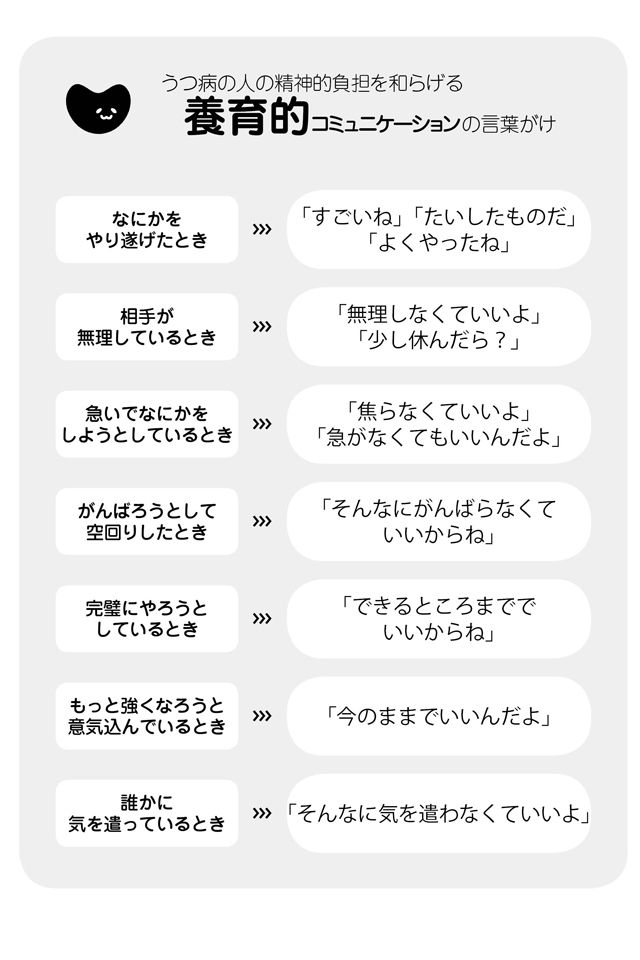 うつ病の人の精神的負担を和らげる
養育的コミュニケーションの言葉がけ
なにかを
やり遂げたとき
»›
「すごいね」「たいしたものだ」
「よくやったね」
相手が
無理しているとき
»›
「無理しなくていいよ」
「少し休んだら？」
急いでなにかを
しようとしているとき
»›
「焦らなくていいよ」
「急がなくてもいいんだよ」
がんばろうとして
空回りしたとき
»›
「そんなにがんばらなくて
いいからね」
完璧にやろうと
しているとき
»›
「できるところまでで
いいからね」
もっと強くなろうと
意気込んでいるとき
»›
「今のままでいいんだよ」
誰かに
気を遣っているとき
»›
「そんなに気を遣わなくていいよ」